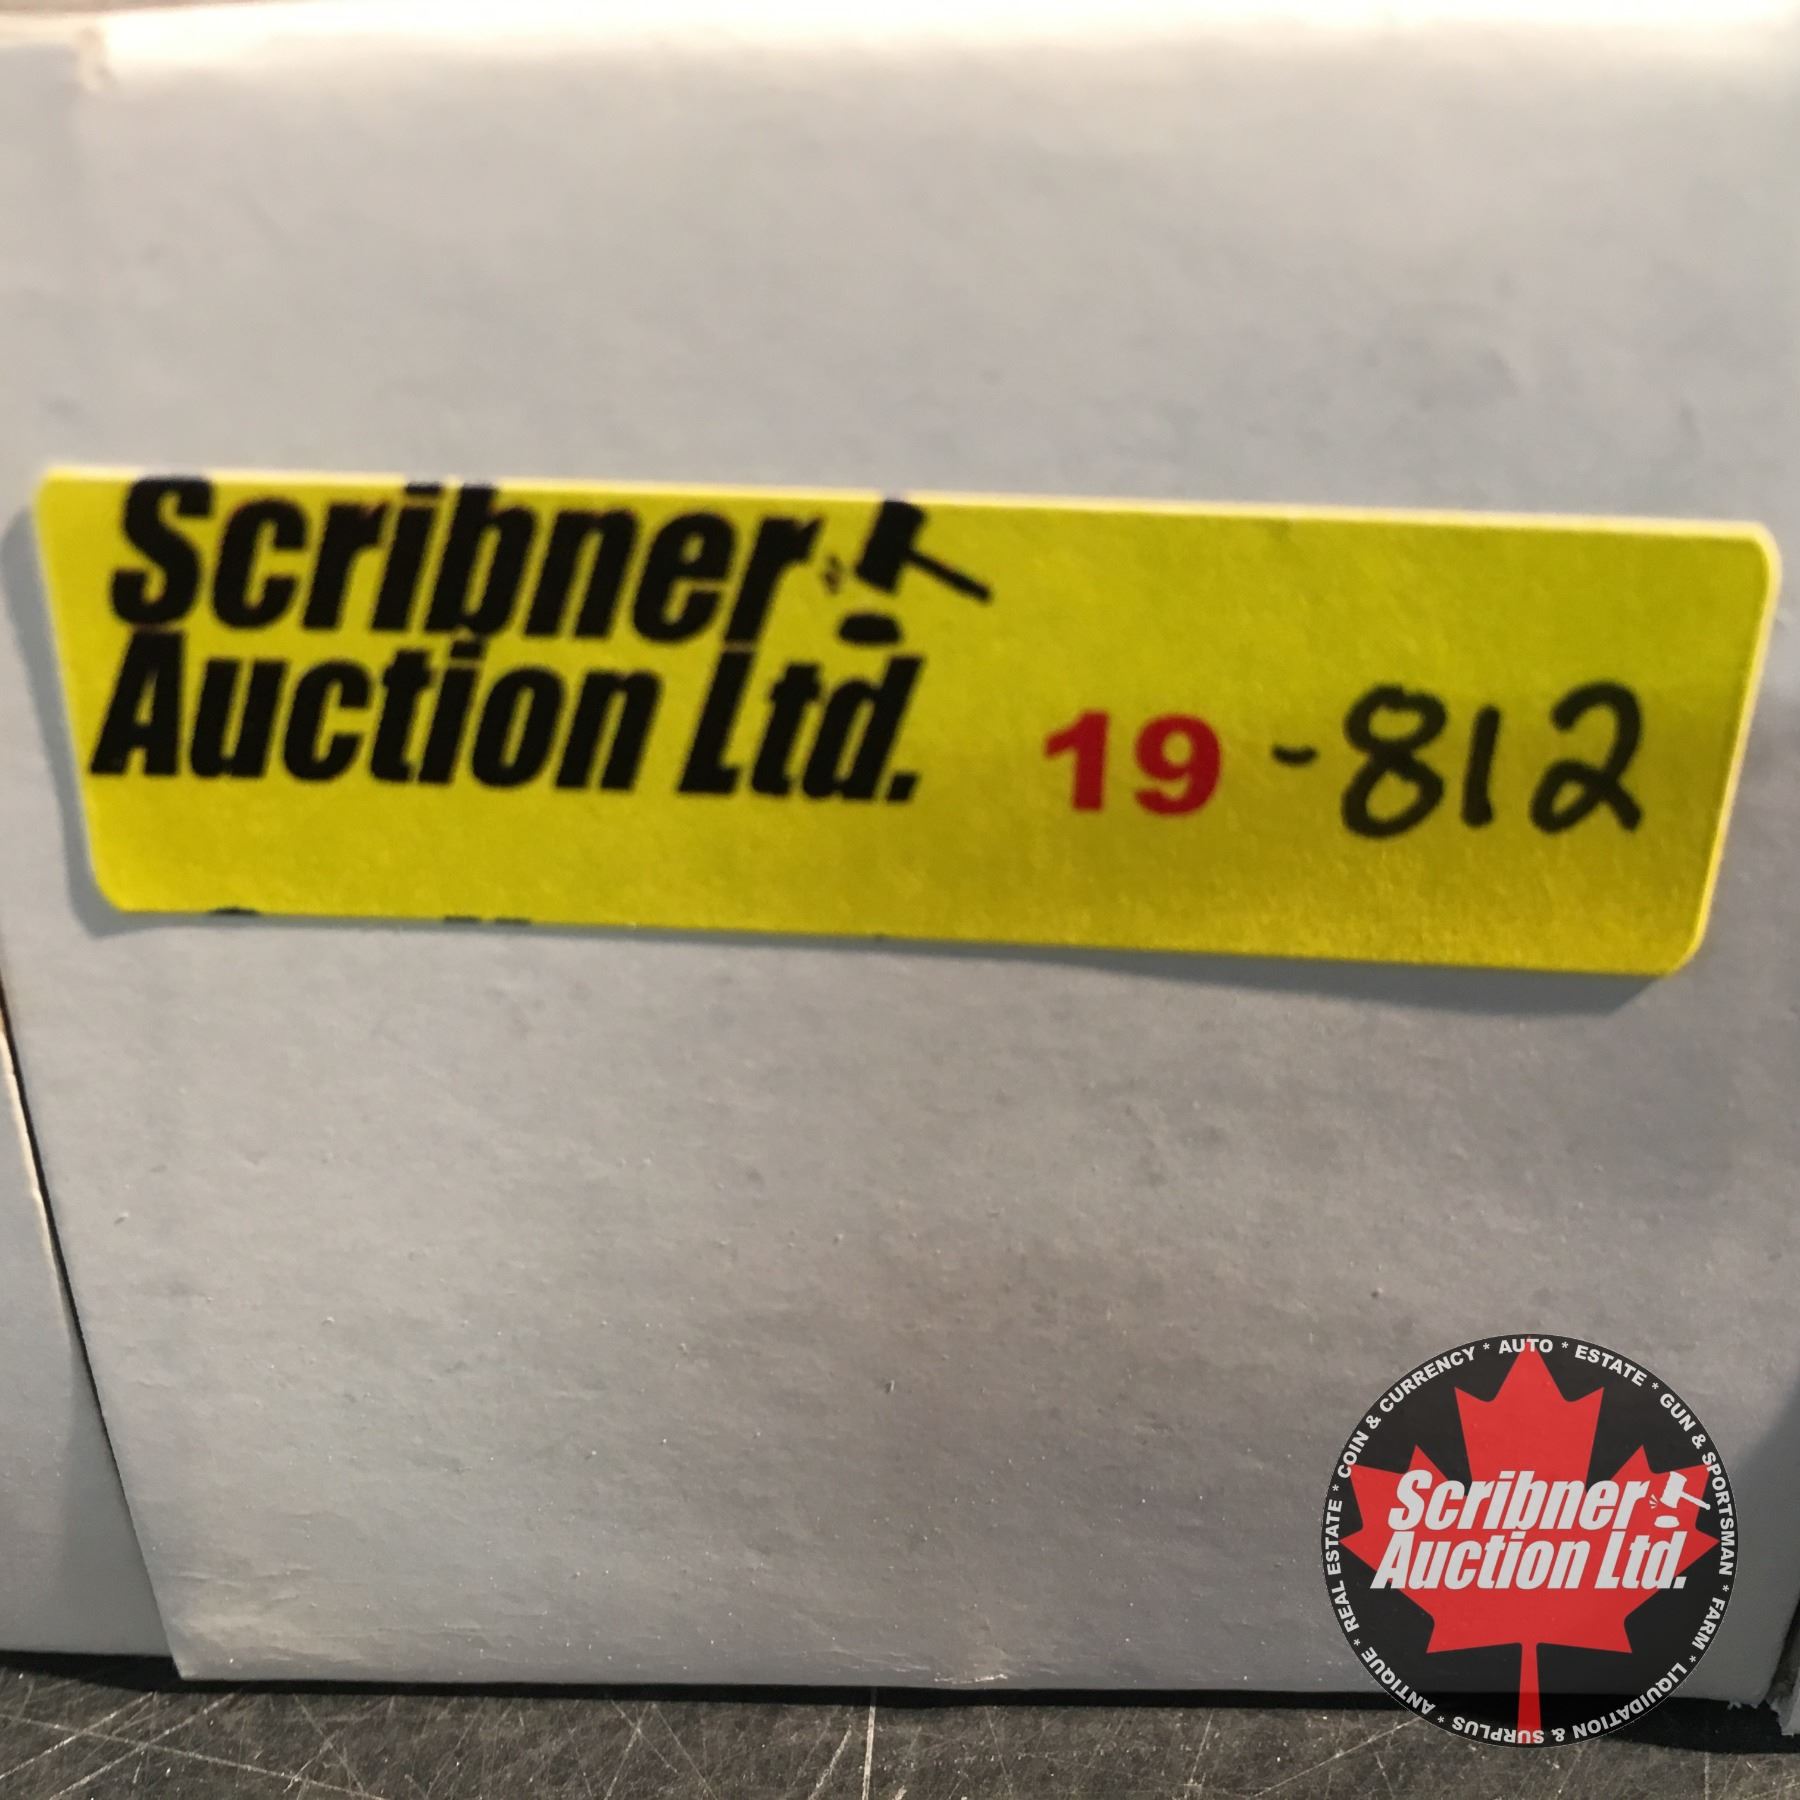 Scribner
Auction Ltd.
19 -812
COIN & CURRENCY * AUTO * ESTATE * GUN & SPORTSMAN * FARM * LIQUIDATION & SURPLUS * ANTIQUE * REAL ESTATE *
Scribner
Auction Ltd.